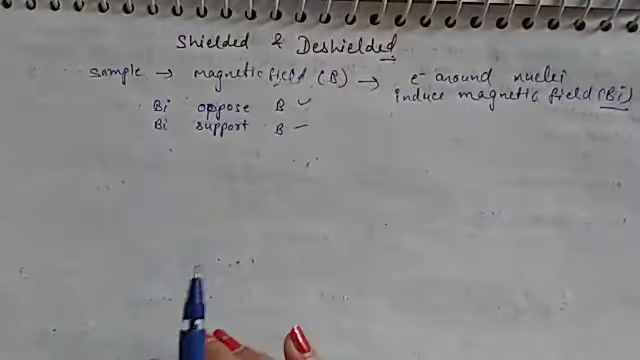 Shielded & Deshielded
Sample → magnetic field (B) → e⁻ around nuclei
induce magnetic field (Bi)
Bi oppose B ✓
Bi support B –